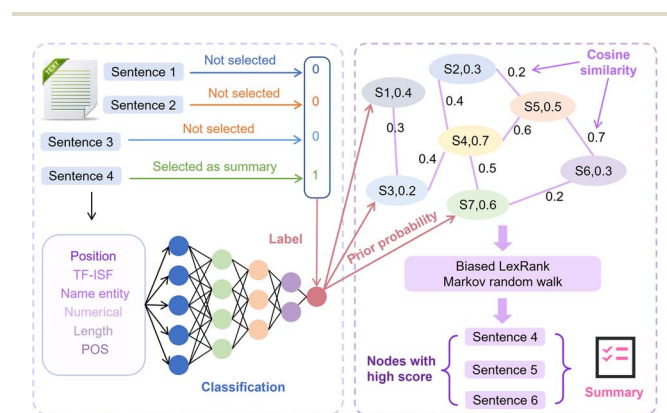 TEXT
Sentence 1
Not selected
0
Sentence 2
Not selected
0
Sentence 3
Not selected
0
Sentence 4
Selected as summary
1
Label
Position
TF-ISF
Name entity
Numerical
Length
POS
Classification
Prior probability
S1,0.4
S2,0.3
0.2
Cosine
similarity
S5,0.5
0.4
0.3
S4,0.7
0.6
0.7
0.4
0.5
S6,0.3
S3,0.2
S7,0.6
0.2
Biased LexRank
Markov random walk
Nodes with
high score
Sentence 4
Sentence 5
Sentence 6
Summary